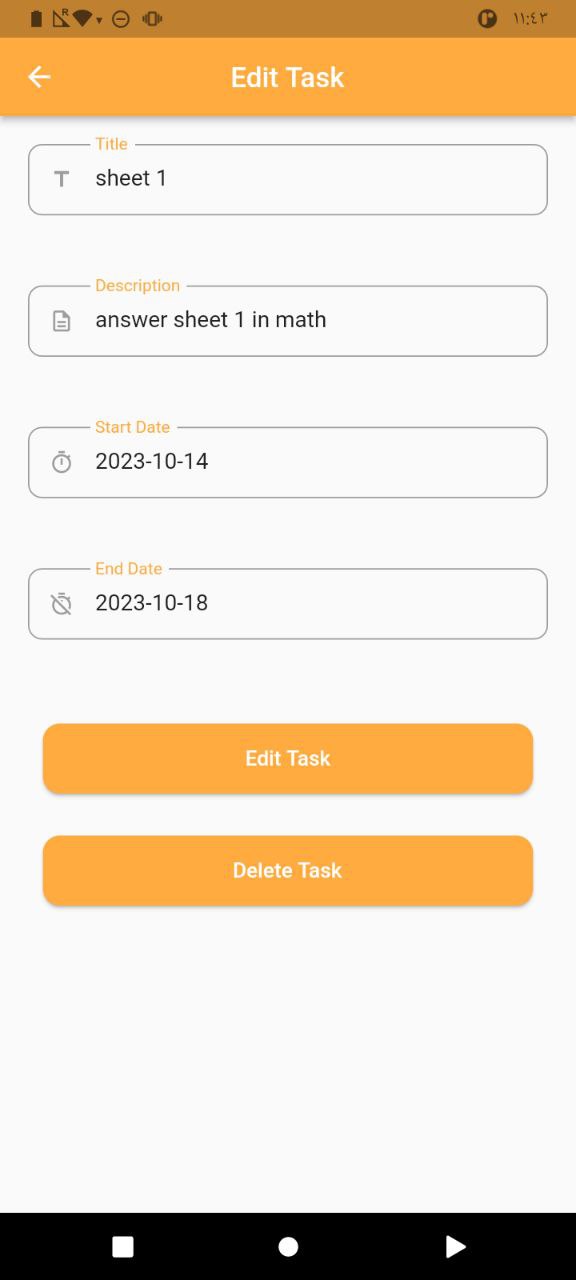 R
١١:٤٣
Edit Task
Title
sheet 1
Description
answer sheet 1 in math
Start Date
2023-10-14
End Date
2023-10-18
Edit Task
Delete Task